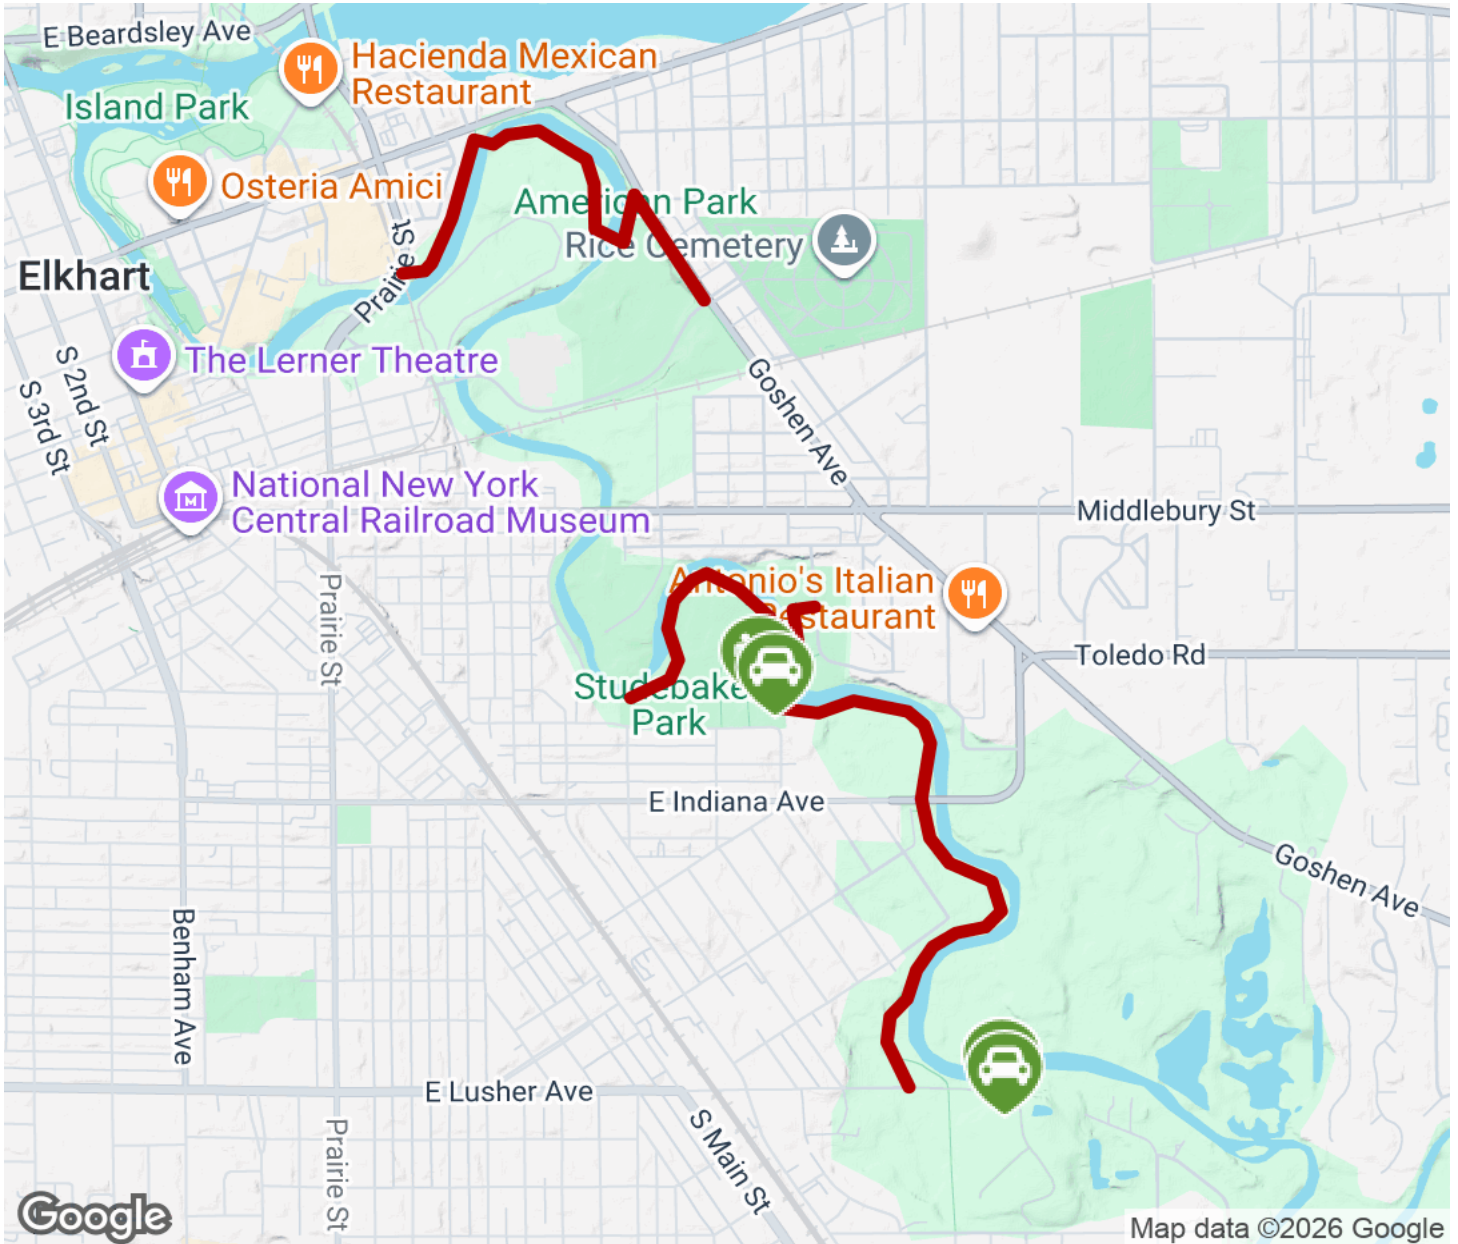 E Beardsley Ave
Hacienda Mexican
Restaurant
Island Park
Osteria Amici
American Park
Rice Cemetery
Prairie St
Elkhart
The Lerner Theatre
S 2nd St
S 3rd St
Goshen Ave
National New York
Central Railroad Museum
Middlebury St
Antonio's Italian
Restaurant
Prairie St
Toledo Rd
Studebaker
Park
E Indiana Ave
Goshen Ave
Benham Ave
E Lusher Ave
S Main St
Prairie St
Google
Map data ©2026 Google